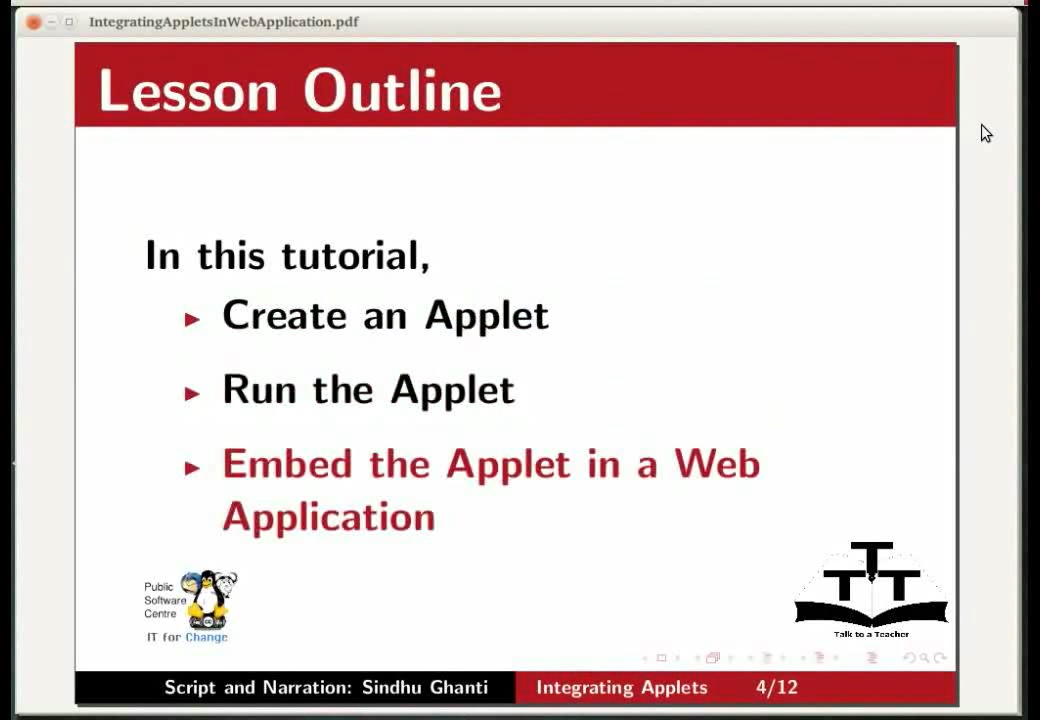 IntegratingAppletsInWebApplication.pdf
Lesson Outline
In this tutorial,
Create an Applet
Run the Applet
Embed the Applet in a Web
Application
Public
Software
Centre
IT for Change
T
T T
Talk to a Teacher
Script and Narration: Sindhu Ghanti Integrating Applets 4/12